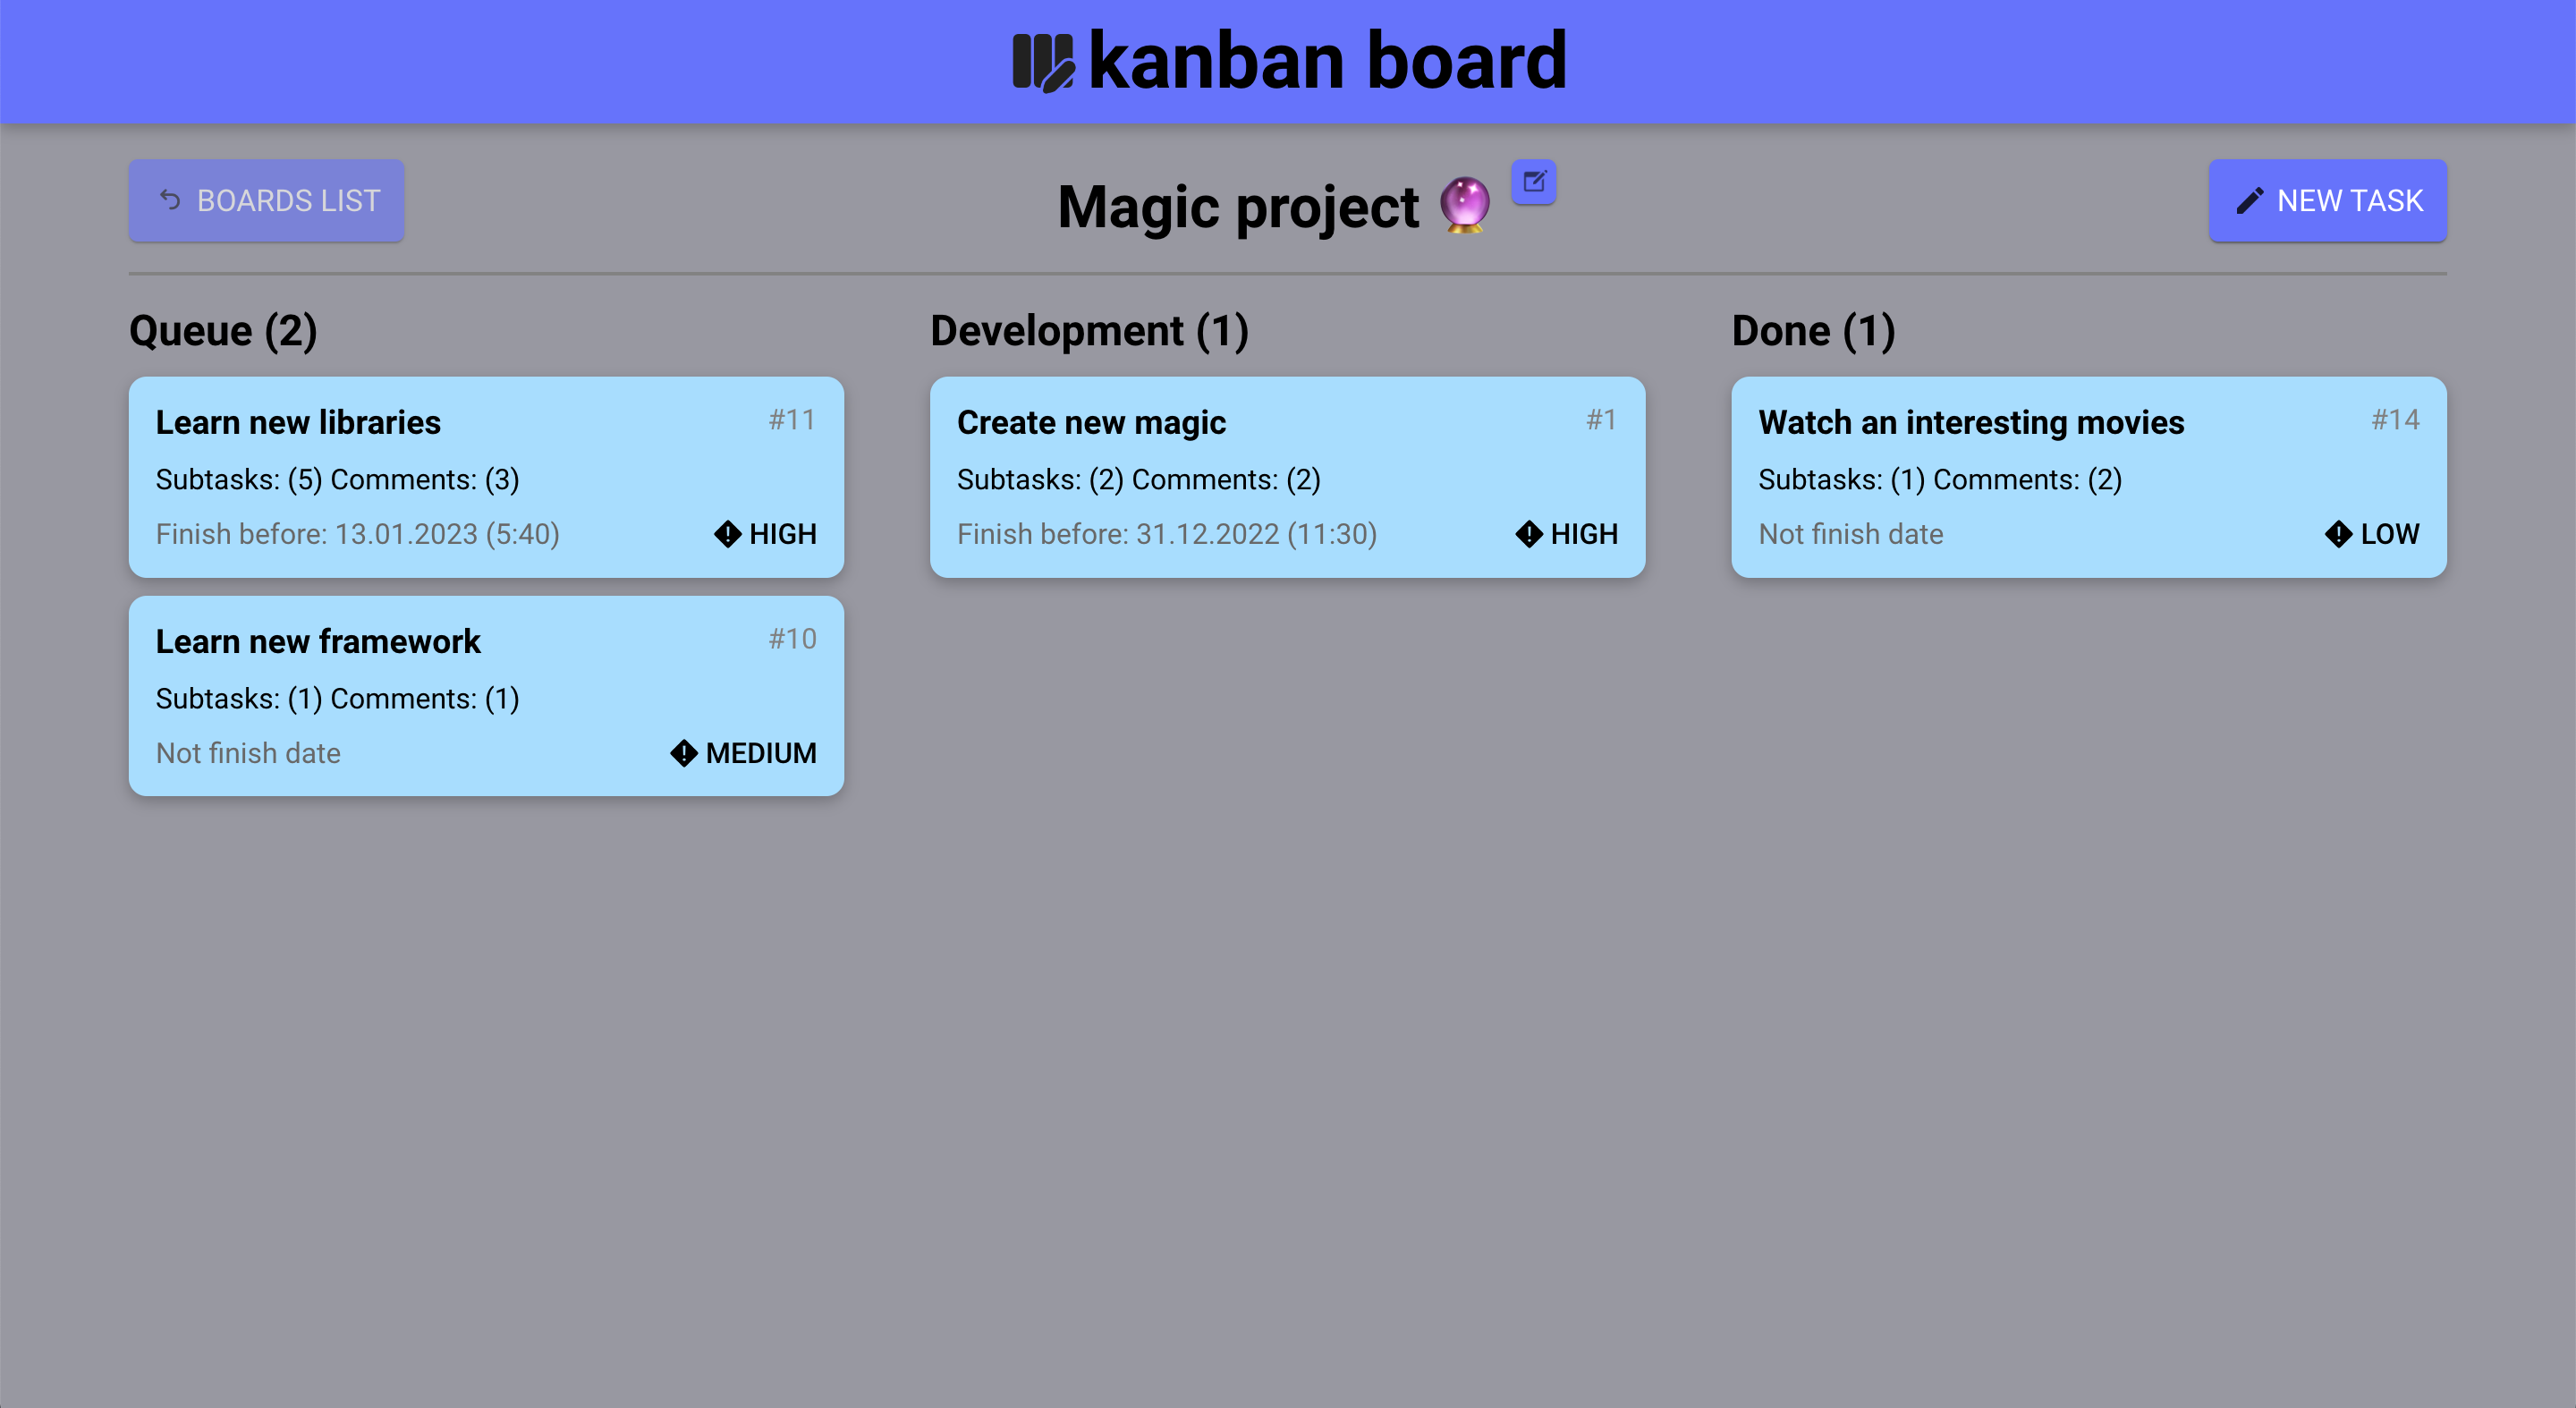 kanban board
BOARDS LIST
Magic project 🔮
NEW TASK
Queue (2)
Learn new libraries #11
Subtasks: (5) Comments: (3)
Finish before: 13.01.2023 (5:40) HIGH
Learn new framework #10
Subtasks: (1) Comments: (1)
Not finish date MEDIUM
Development (1)
Create new magic #1
Subtasks: (2) Comments: (2)
Finish before: 31.12.2022 (11:30) HIGH
Done (1)
Watch an interesting movies #14
Subtasks: (1) Comments: (2)
Not finish date LOW